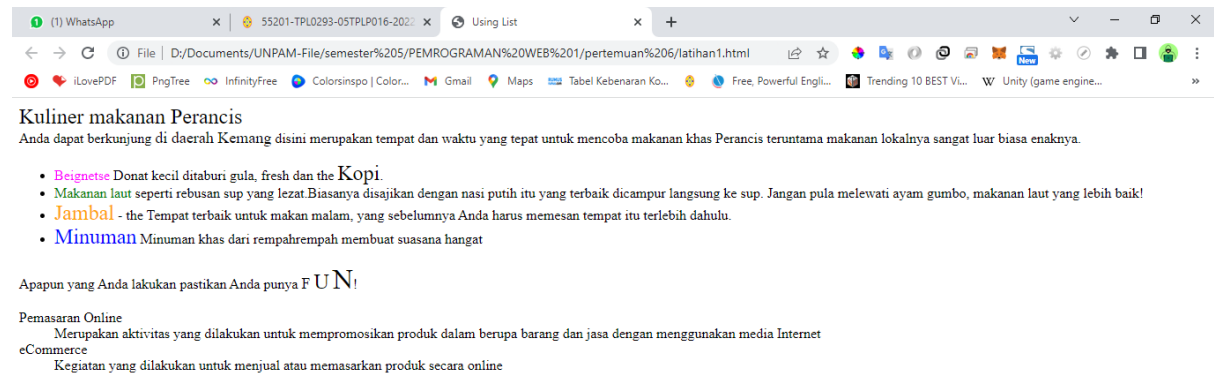 (1) WhatsApp
55201-TPL0293-05TPLP016-2022
Using List
File | D:/Documents/UNPAM-File/semester%205/PEMROGRAMAN%20WEB%201/pertemuan%206/latihan1.html
New
iLovePDF PngTree InfinityFree Colorsinspo | Color... Gmail Maps Tabel Kebenaran Ko... Free, Powerful Engli... Trending 10 BEST Vi... Unity (game engine... »
Kuliner makanan Perancis
Anda dapat berkunjung di daerah Kemang disini merupakan tempat dan waktu yang tepat untuk mencoba makanan khas Perancis teruntama makanan lokalnya sangat luar biasa enaknya.
• Beignetse Donat kecil ditaburi gula, fresh dan the Kopi.
• Makanan laut seperti rebusan sup yang lezat.Biasanya disajikan dengan nasi putih itu yang terbaik dicampur langsung ke sup. Jangan pula melewati ayam gumbo, makanan laut yang lebih baik!
• Jambal - the Tempat terbaik untuk makan malam, yang sebelumnya Anda harus memesan tempat itu terlebih dahulu.
• Minuman Minuman khas dari rempahrempah membuat suasana hangat
Apapun yang Anda lakukan pastikan Anda punya F U N!
Pemasaran Online
Merupakan aktivitas yang dilakukan untuk mempromosikan produk dalam berupa barang dan jasa dengan menggunakan media Internet
eCommerce
Kegiatan yang dilakukan untuk menjual atau memasarkan produk secara online